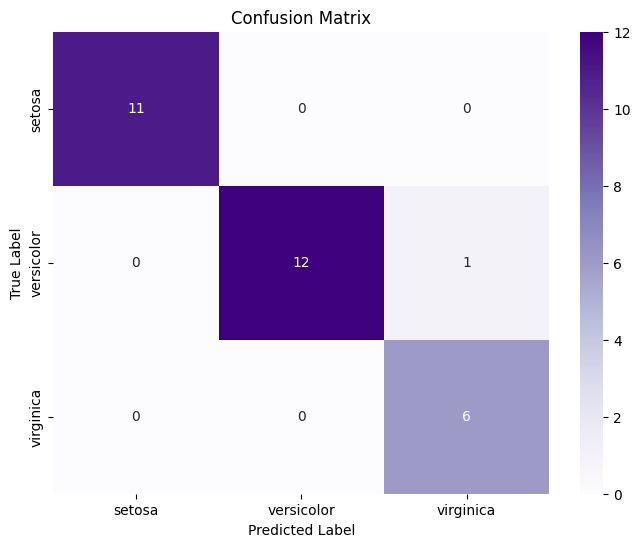 Confusion Matrix
True Label
setosa
11 0 0
versicolor
0 12 1
virginica
0 0 6
setosa versicolor virginica
Predicted Label
12
10
8
6
4
2
0